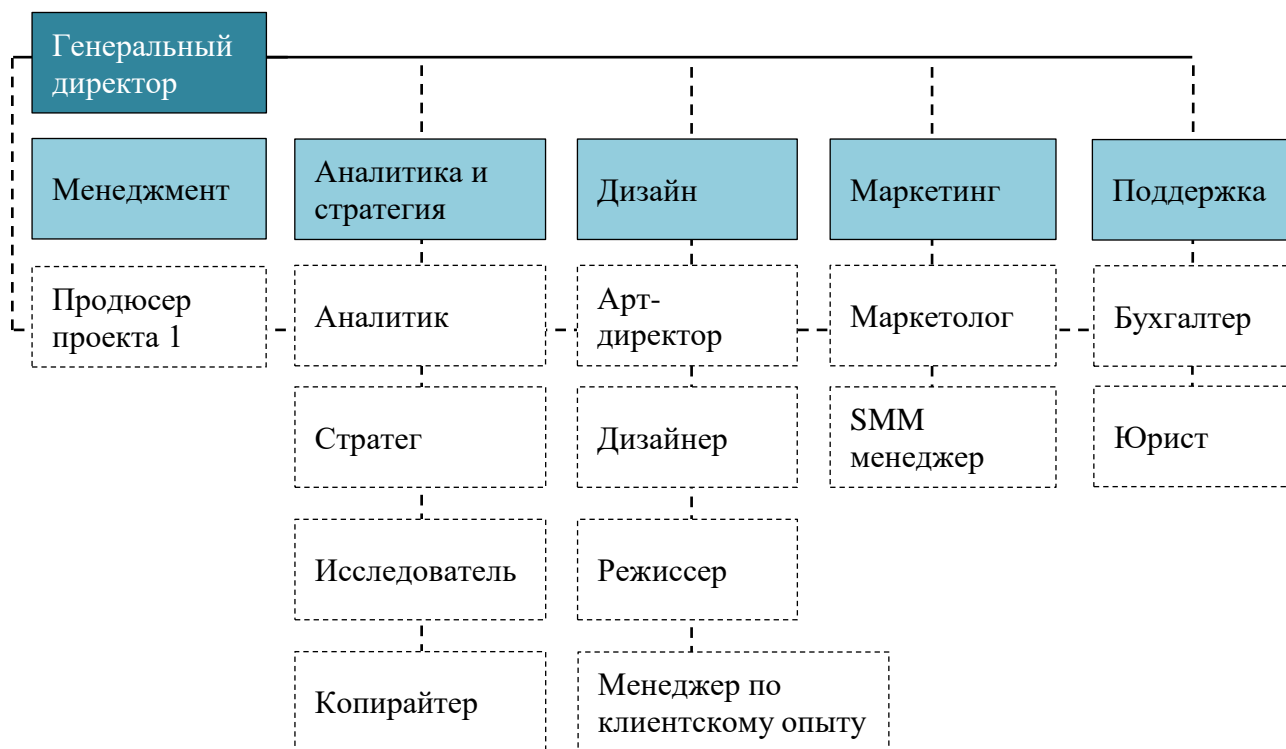 Генеральный
директор
Менеджмент
Аналитика и
стратегия
Дизайн
Маркетинг
Поддержка
Продюсер
проекта 1
Аналитик
Арт-
директор
Маркетолог
Бухгалтер
Стратег
Дизайнер
SMM
менеджер
Юрист
Исследователь
Режиссер
Копирайтер
Менеджер по
клиентскому опыту